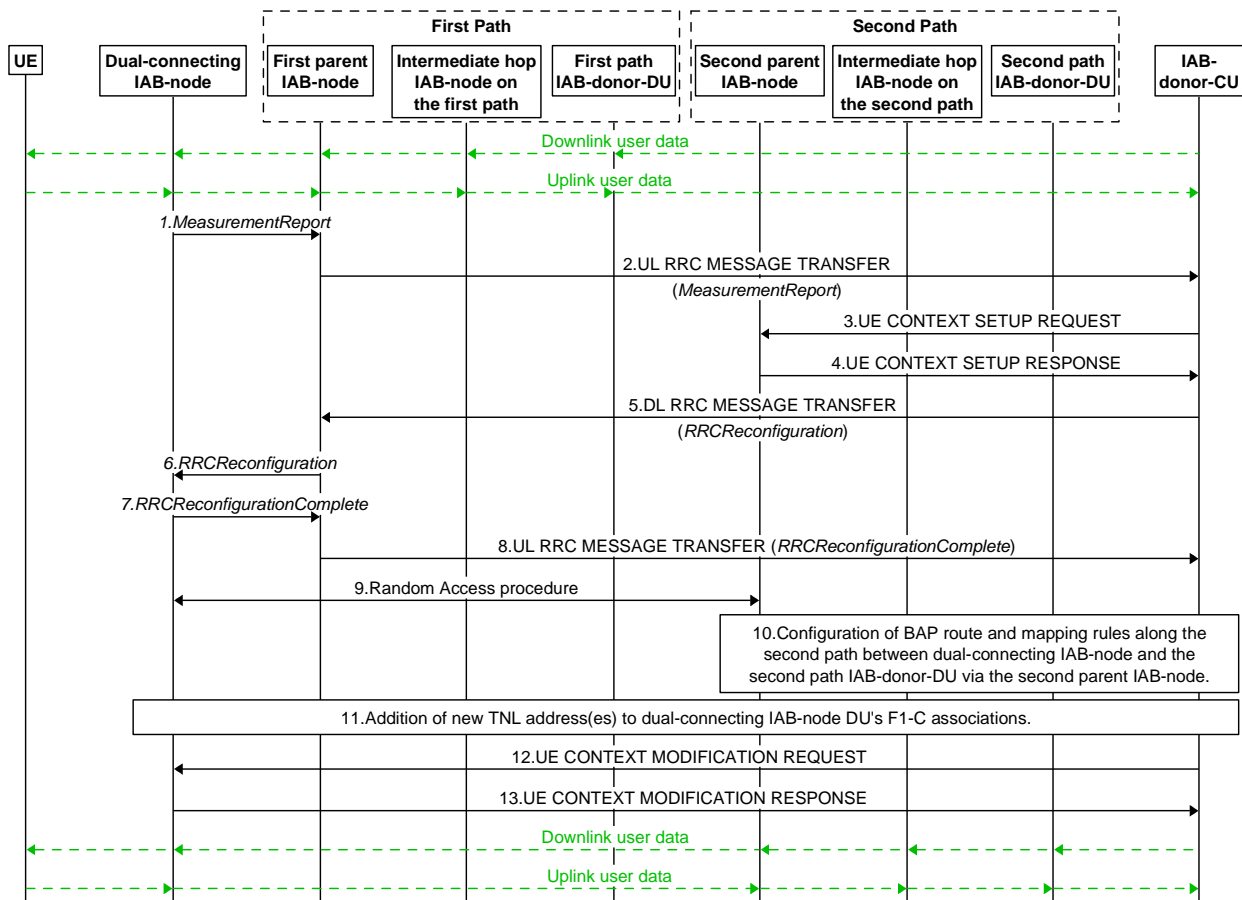 First Path
Second Path
UE
Dual-connecting
IAB-node
First parent
IAB-node
Intermediate hop
IAB-node on
the first path
First path
IAB-donor-DU
Second parent
IAB-node
Intermediate hop
IAB-node on
the second path
Second path
IAB-donor-DU
IAB-
donor-CU
Downlink user data
Uplink user data
1.MeasurementReport
2.UL RRC MESSAGE TRANSFER
(MeasurementReport)
3.UE CONTEXT SETUP REQUEST
4.UE CONTEXT SETUP RESPONSE
5.DL RRC MESSAGE TRANSFER
(RRCReconfiguration)
6.RRCReconfiguration
7.RRCReconfigurationComplete
8.UL RRC MESSAGE TRANSFER (RRCReconfigurationComplete)
9.Random Access procedure
10.Configuration of BAP route and mapping rules along the
second path between dual-connecting IAB-node and the
second path IAB-donor-DU via the second parent IAB-node.
11.Addition of new TNL address(es) to dual-connecting IAB-node DU's F1-C associations.
12.UE CONTEXT MODIFICATION REQUEST
13.UE CONTEXT MODIFICATION RESPONSE
Downlink user data
Uplink user data